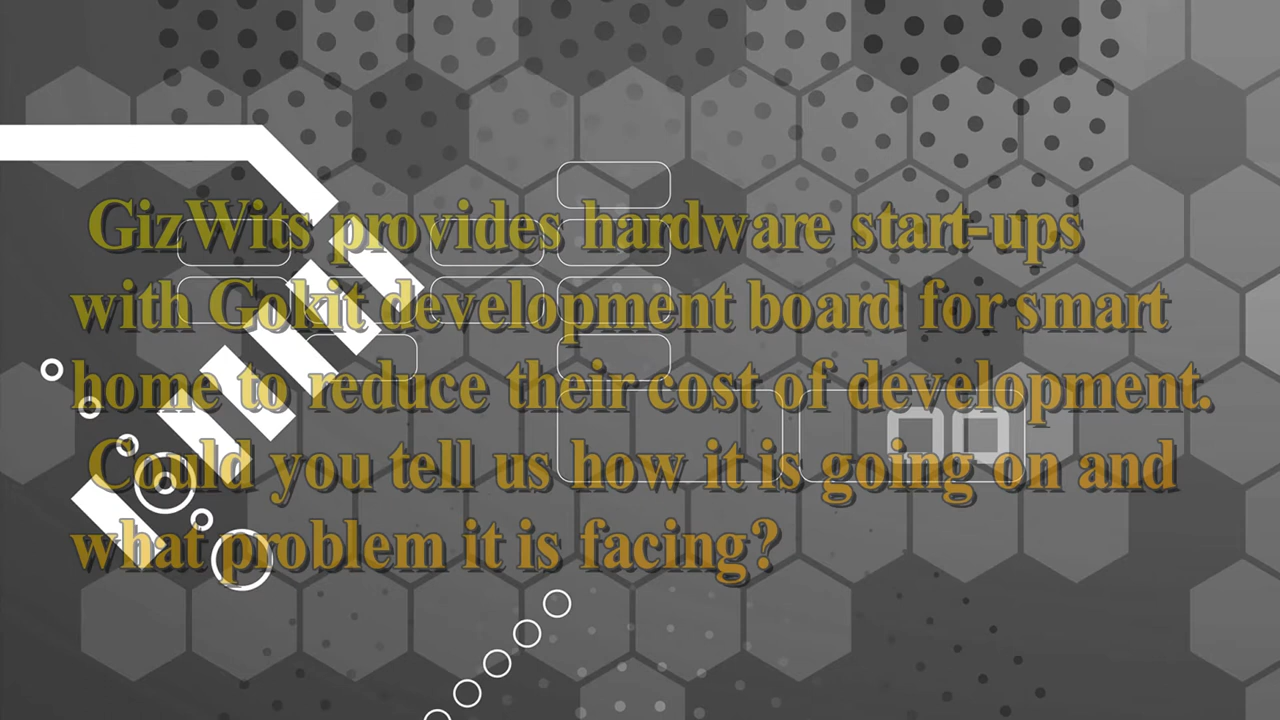 GizWits provides hardware start-ups
with Gokit development board for smart
home to reduce their cost of development.
Could you tell us how it is going on and
what problem it is facing?